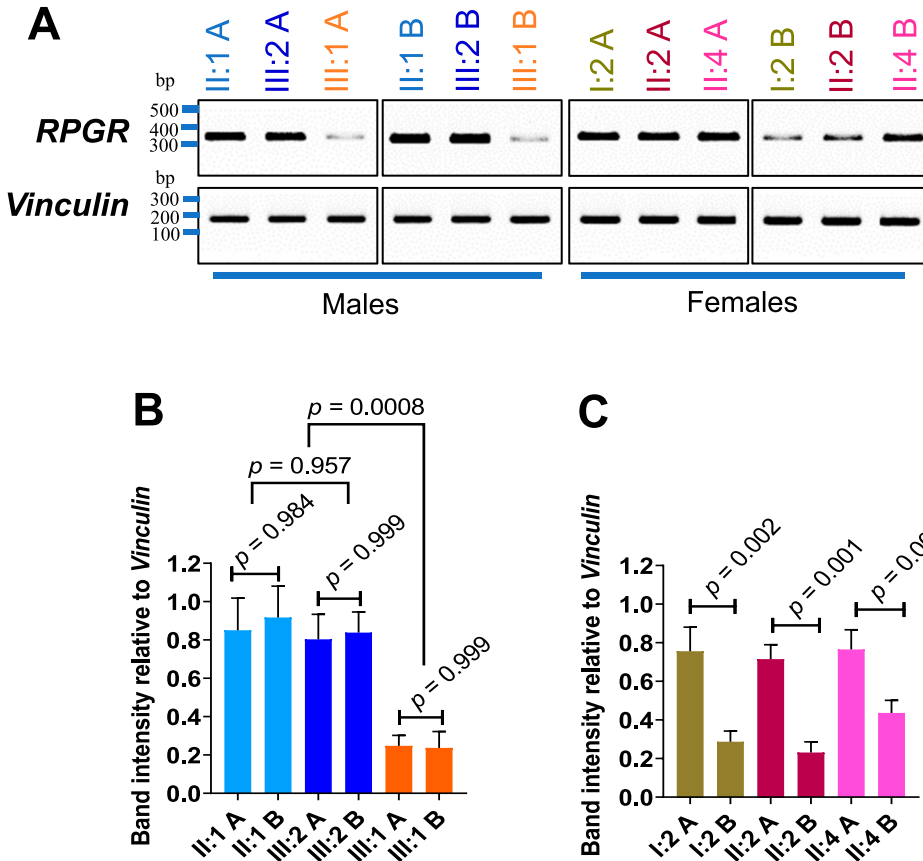 A
II:1 A
III:2 A
III:1 A
II:1 B
III:2 B
III:1 B
I:2 A
II:2 A
II:4 A
I:2 B
II:2 B
II:4 B
bp
RPGR
500
400
300
bp
Vinculin
300
200
100
Males
Females
B
p = 0.0008
p = 0.957
p = 0.984
p = 0.999
p = 0.999
Band intensity relative to Vinculin
1.2
1.0
0.8
0.6
0.4
0.2
0.0
II:1 A
II:1 B
III:2 A
III:2 B
III:1 A
III:1 B
C
p = 0.002
p = 0.001
Band intensity relative to Vinculin
1.2
1.0
0.8
0.6
0.4
0.2
0.0
I:2 A
I:2 B
II:2 A
II:2 B
II:4 A
II:4 B